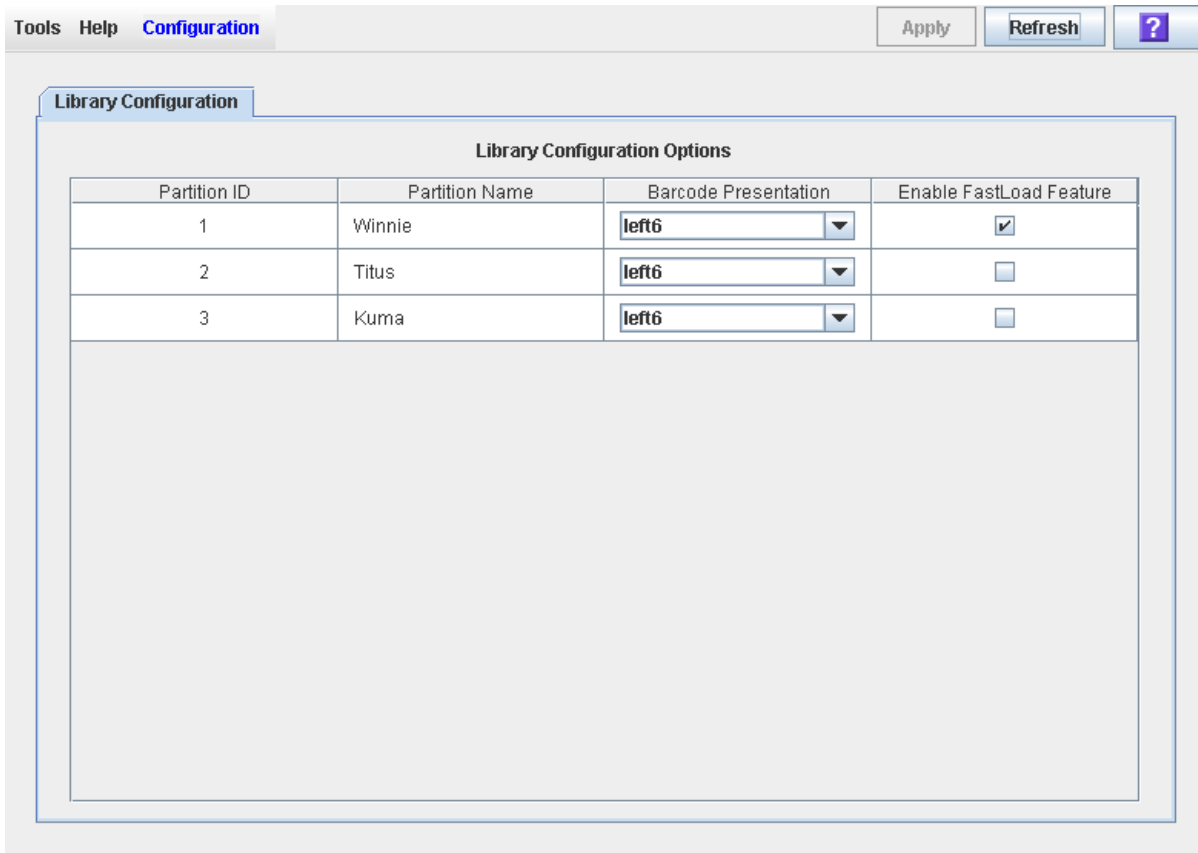 Tools Help Configuration Apply Refresh ?
Library Configuration
Library Configuration Options
Partition ID Partition Name Barcode Presentation Enable FastLoad Feature
1 Winnie left6
2 Titus left6
3 Kuma left6